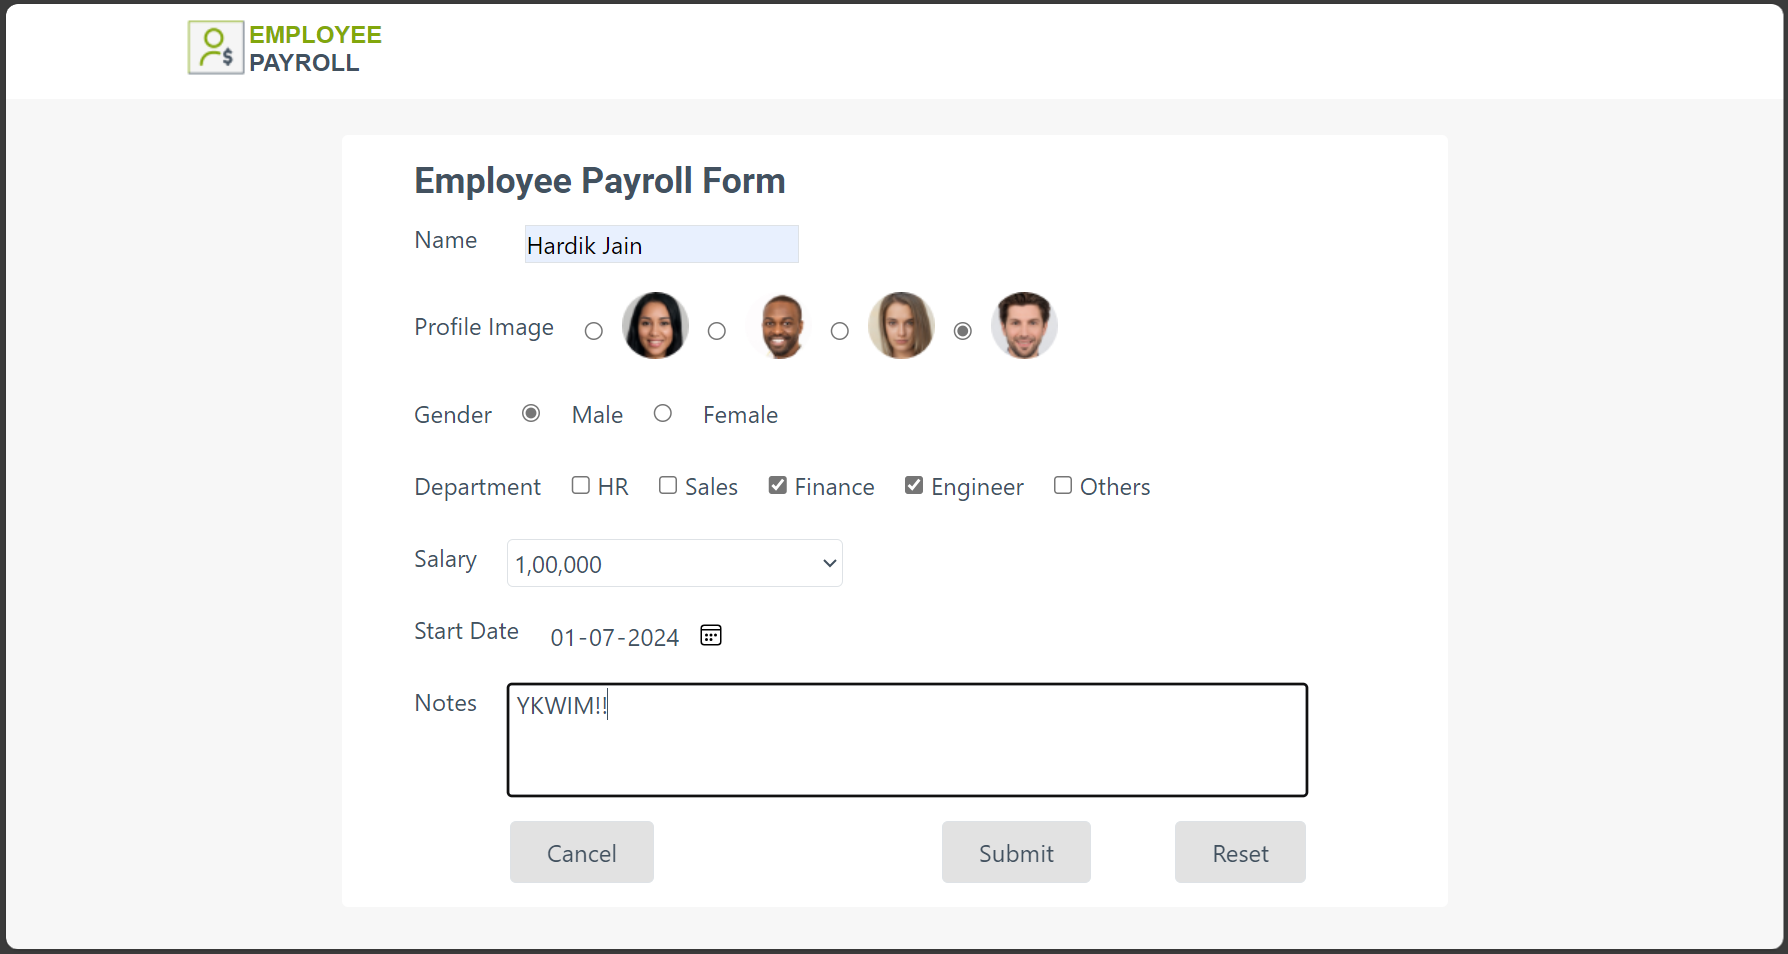 EMPLOYEE
PAYROLL
Employee Payroll Form
Name Hardik Jain
Profile Image
Gender Male Female
Department HR Sales Finance Engineer Others
Salary 1,00,000
Start Date 01-07-2024
Notes YKWIM!!
Cancel Submit Reset